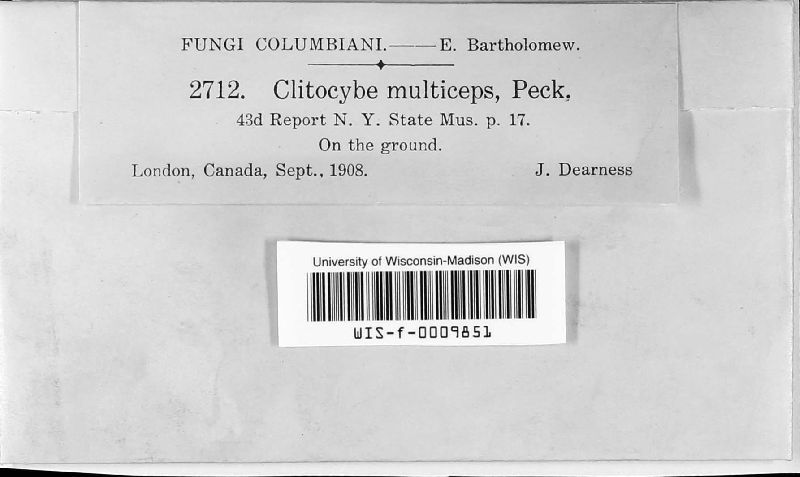 FUNGI COLUMBIANI.——E. Bartholomew.
2712. Clitocybe multiceps, Peck.
43d Report N. Y. State Mus. p. 17.
On the ground.
London, Canada, Sept., 1908. J. Dearness
University of Wisconsin-Madison (WIS)
WIS-f-0009851